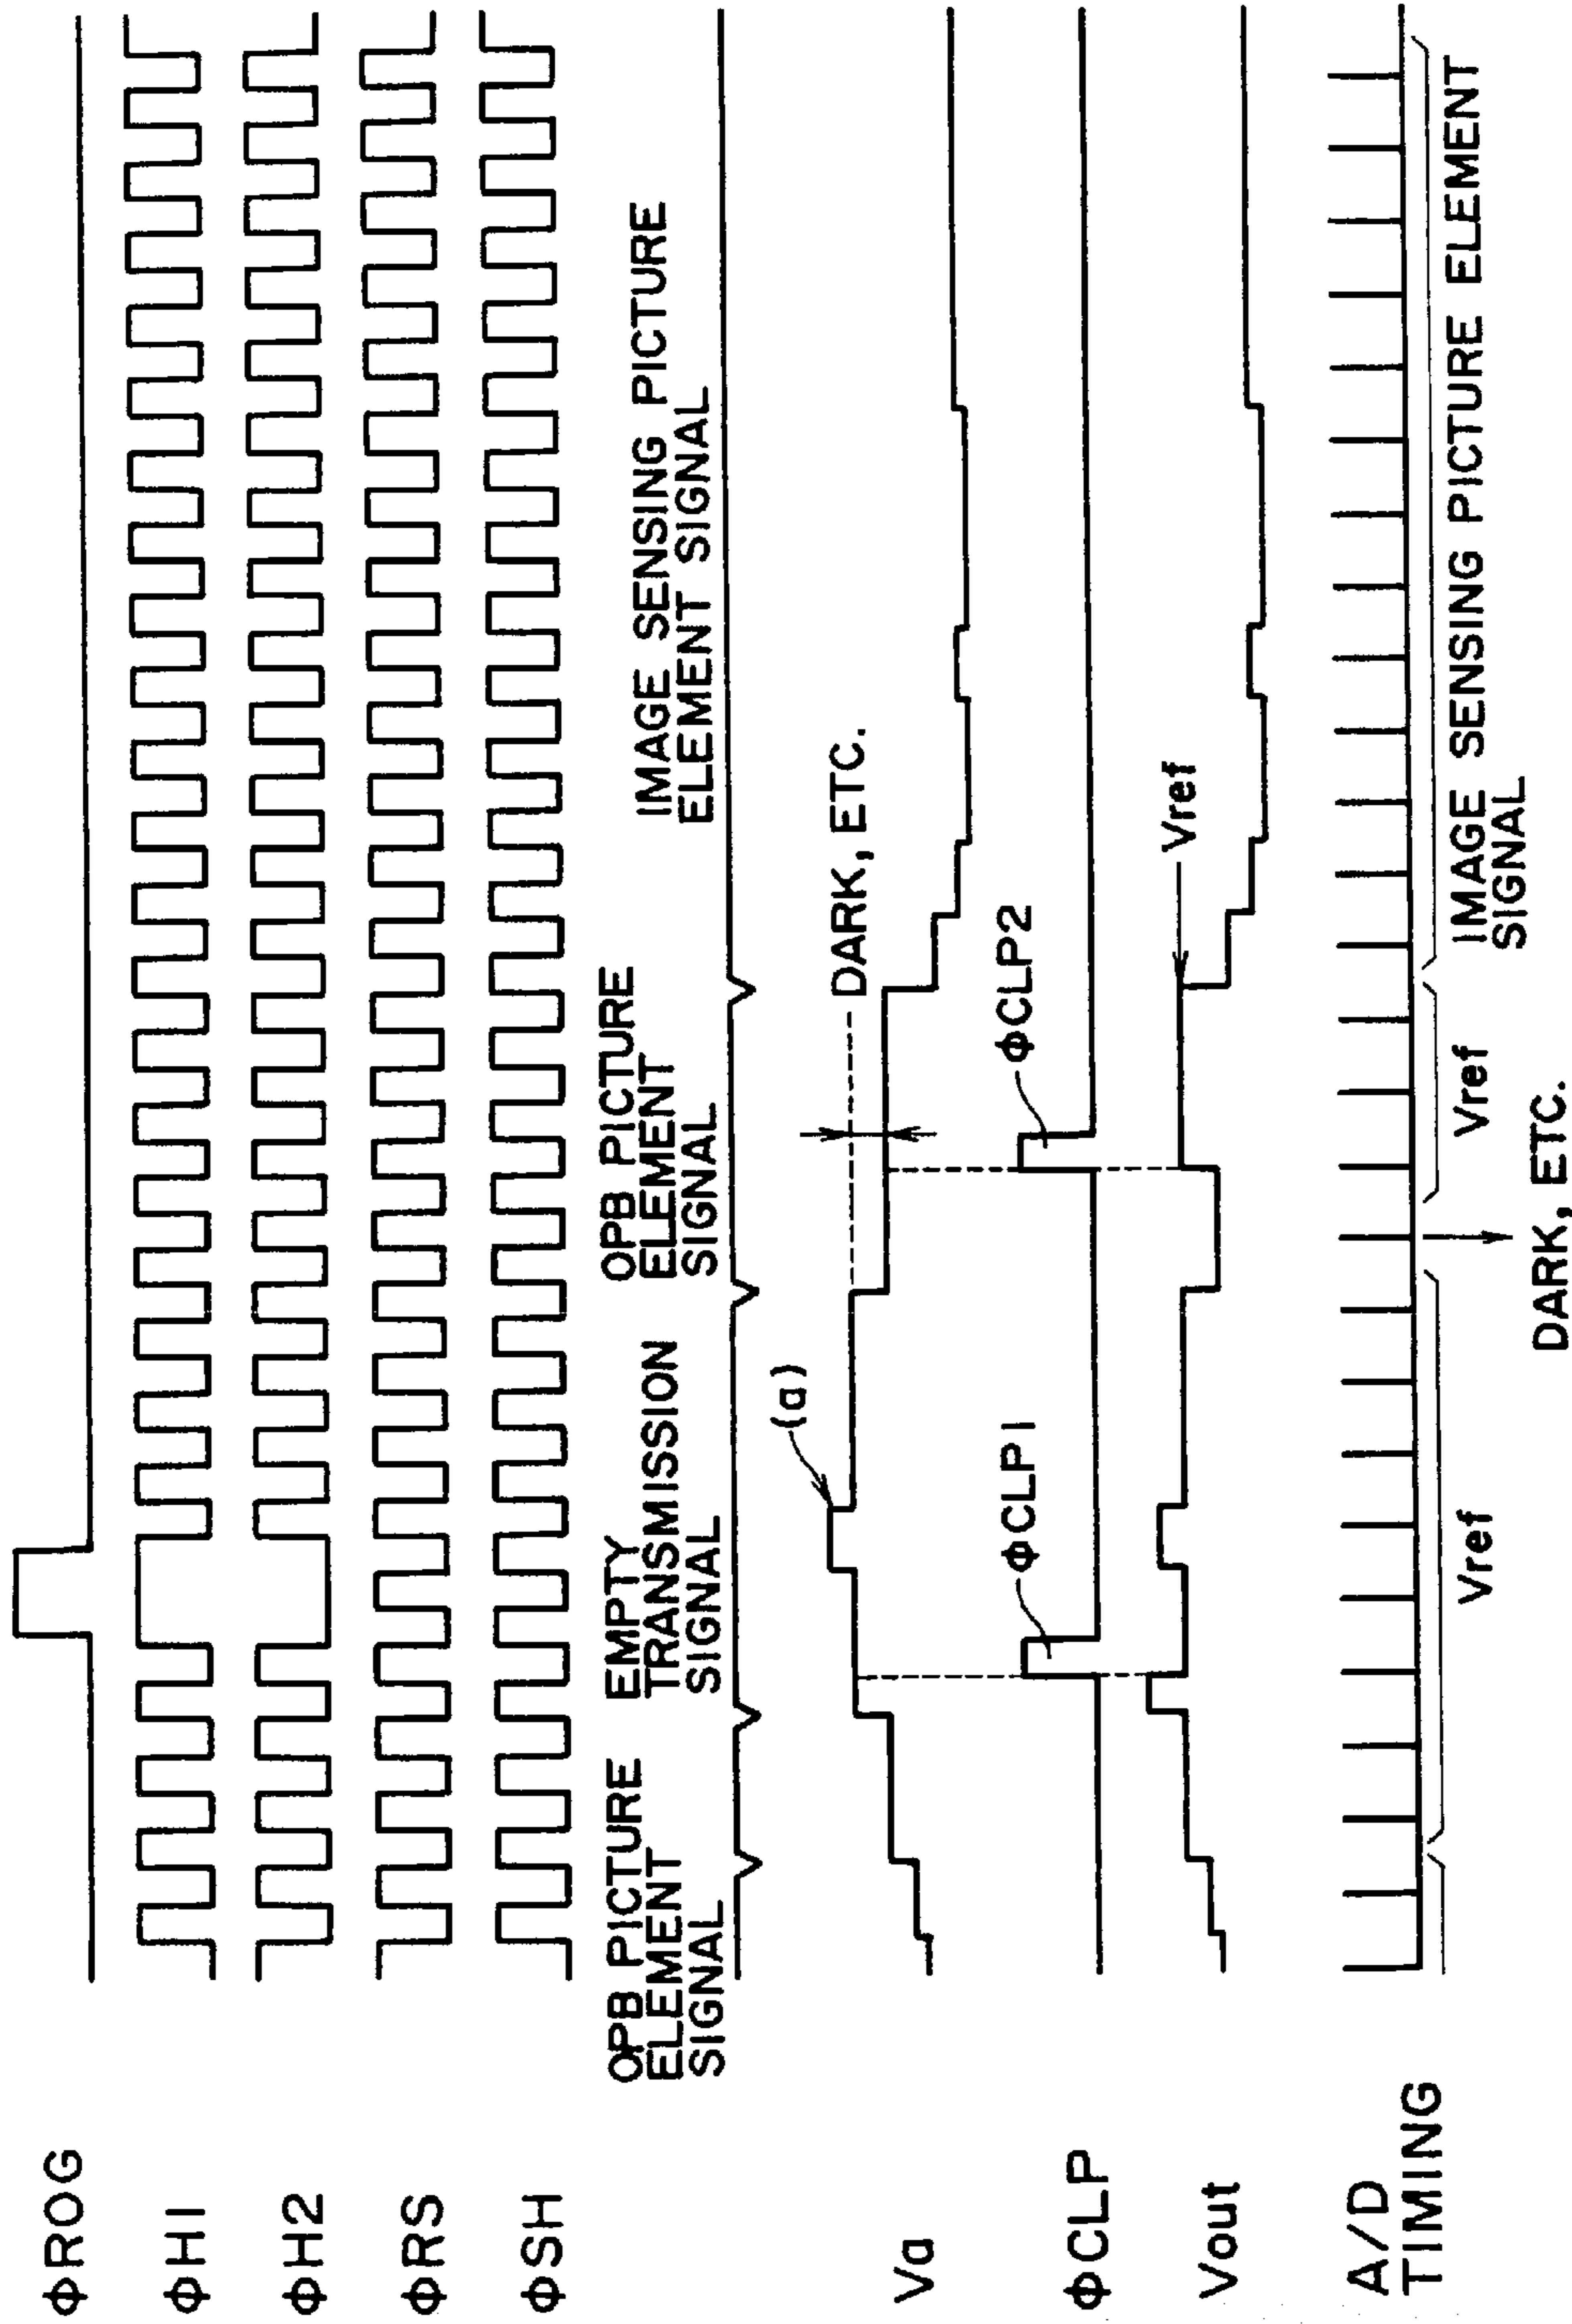 ΦROG
ΦH1
ΦH2
ΦRS
ΦSH
OPB PICTURE
ELEMENT
SIGNAL
EMPTY
TRANSMISSION
SIGNAL
OPB PICTURE
ELEMENT
SIGNAL
IMAGE SENSING PICTURE
ELEMENT SIGNAL
Va
(a)
DARK, ETC.
ΦCLP
ΦCLP1
ΦCLP2
Vout
Vref
A/D
TIMING
Vref
DARK, ETC.
Vref
IMAGE SENSING PICTURE ELEMENT
SIGNAL